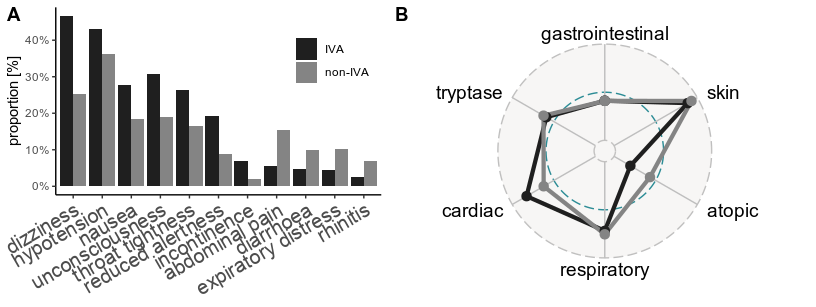 A
proportion [%]
40%
30%
20%
10%
0%
IVA
non-IVA
dizziness
hypotension
nausea
unconsciousness
throat tightness
reduced alertness
incontinence
abdominal pain
diarrhoea
expiratory distress
rhinitis
B
gastrointestinal
tryptase
skin
cardiac
atopic
respiratory